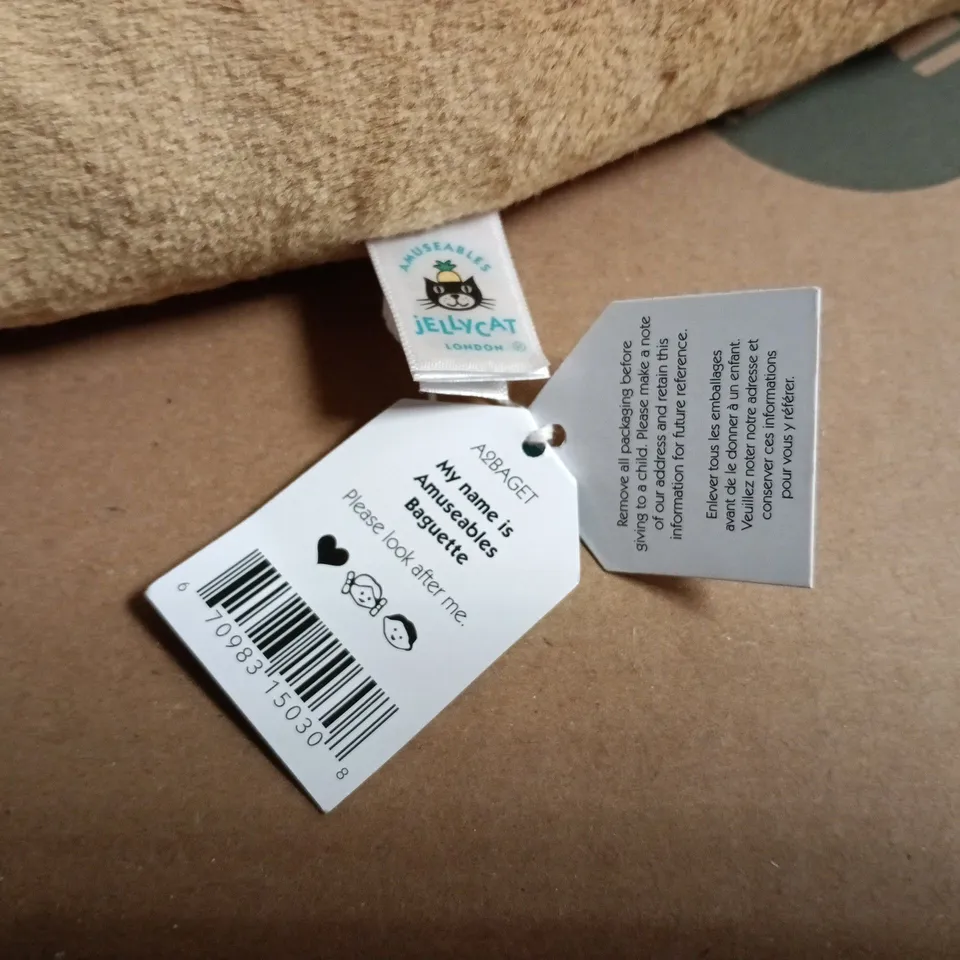 AMUSEABLES
JELLYCAT
LONDON ®
A2BAGET
My name is
Amuseables
Baguette
Please look after me.
6 70983 15030 8
Remove all packaging before
giving to a child. Please make a note
of our address and retain this
information for future reference.
Enlever tous les emballages
avant de le donner à un enfant.
Veuillez noter notre adresse et
conserver ces informations
pour vous y référer.